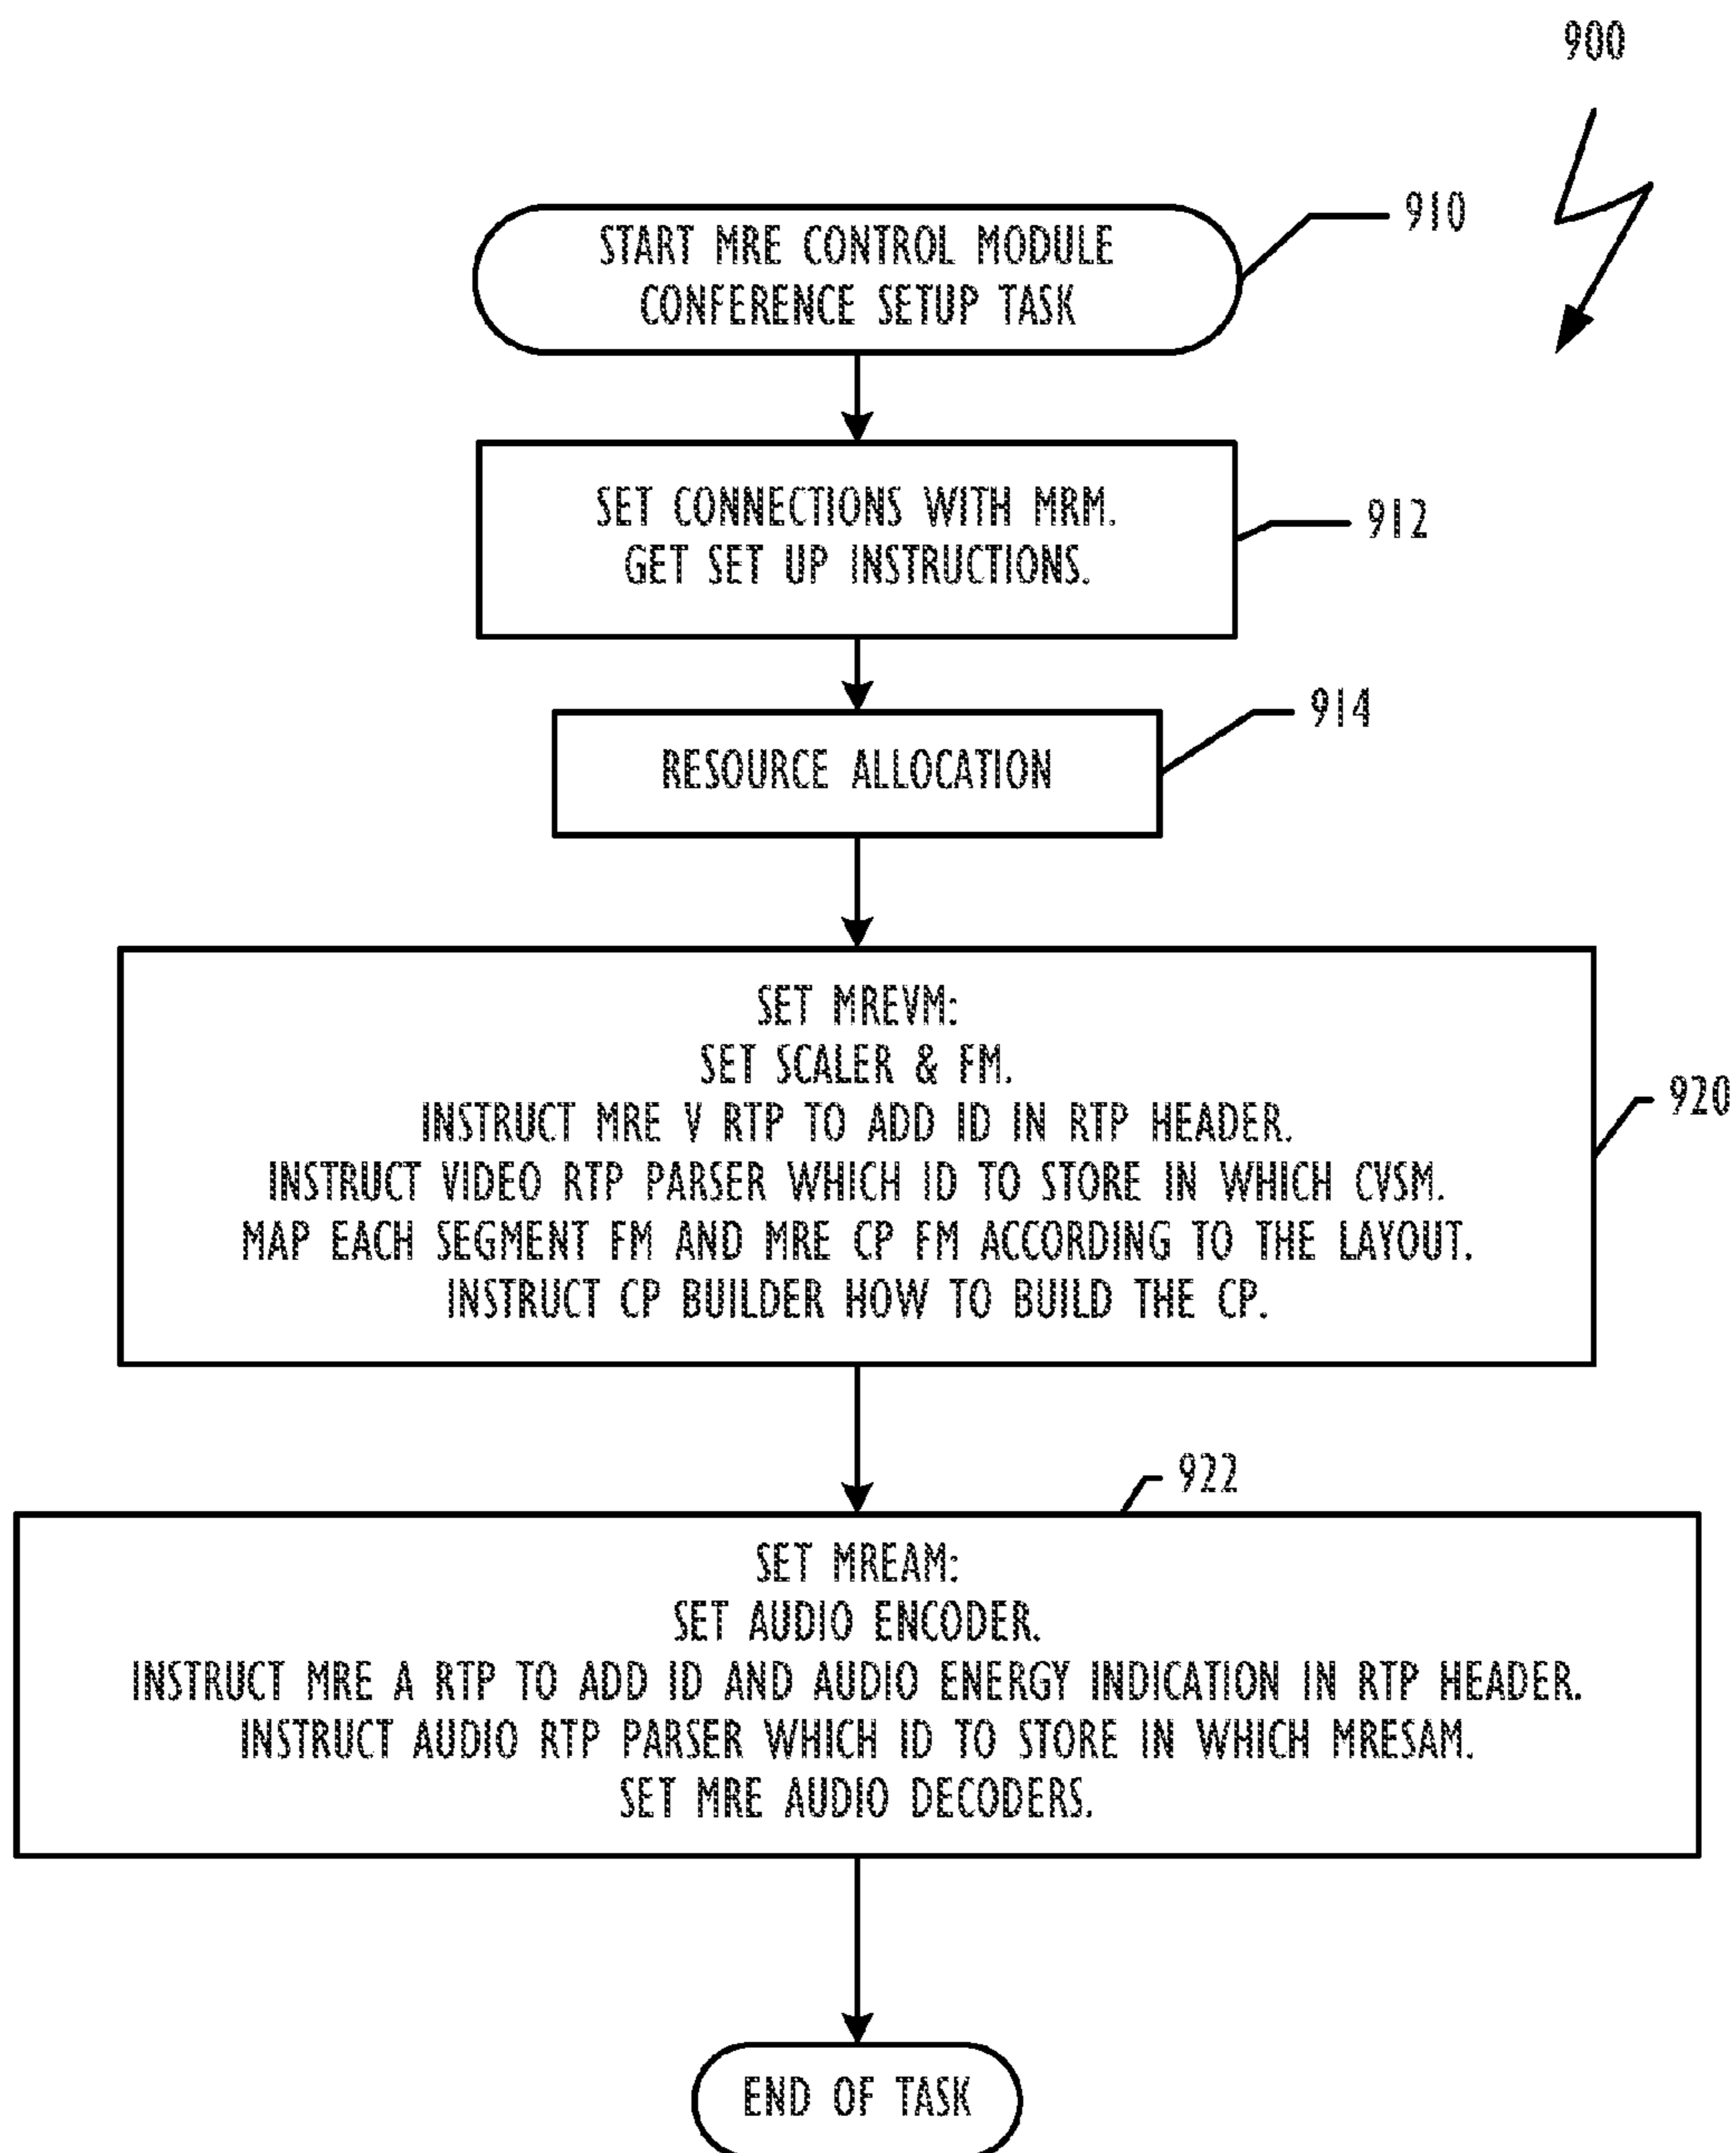 900
910
START MRE CONTROL MODULE
CONFERENCE SETUP TASK
SET CONNECTIONS WITH MRM.
GET SET UP INSTRUCTIONS.
912
914
RESOURCE ALLOCATION
SET MREVM:
SET SCALER & FM.
INSTRUCT MRE V RTP TO ADD ID IN RTP HEADER.
INSTRUCT VIDEO RTP PARSER WHICH ID TO STORE IN WHICH CVSM.
MAP EACH SEGMENT FM AND MRE CP FM ACCORDING TO THE LAYOUT.
INSTRUCT CP BUILDER HOW TO BUILD THE CP.
920
922
SET MREAM:
SET AUDIO ENCODER.
INSTRUCT MRE A RTP TO ADD ID AND AUDIO ENERGY INDICATION IN RTP HEADER.
INSTRUCT AUDIO RTP PARSER WHICH ID TO STORE IN WHICH MRESAM.
SET MRE AUDIO DECODERS.
END OF TASK